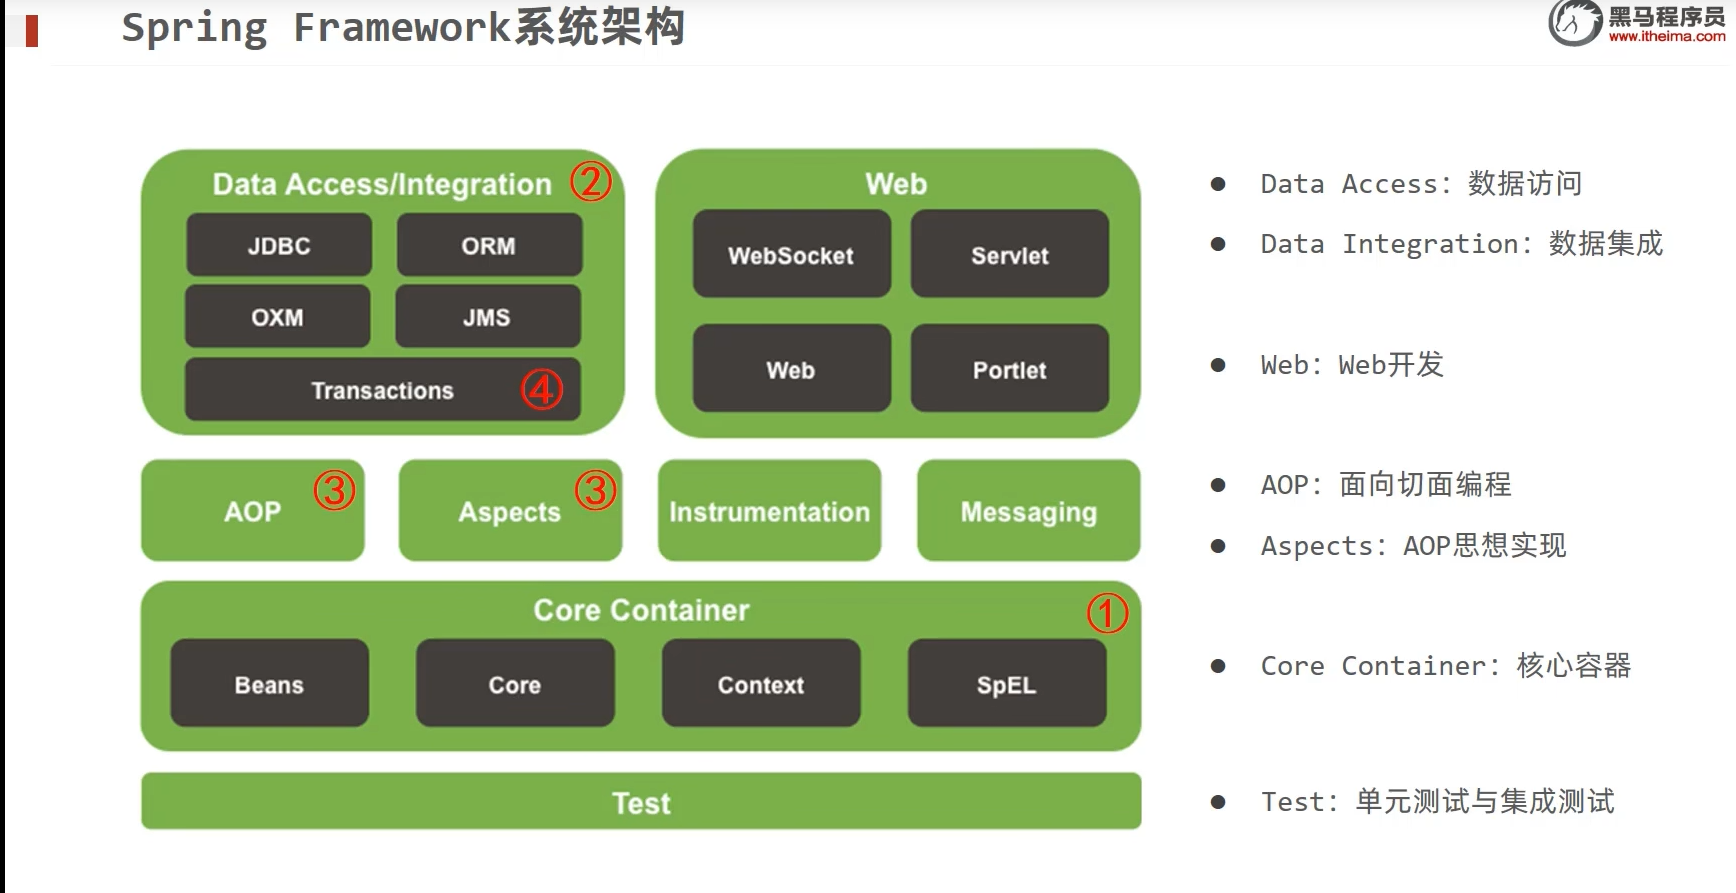 Spring Framework系统架构
黑马程序员
www.itheima.com
Data Access/Integration ②
JDBC
ORM
OXM
JMS
Transactions ④
Web
WebSocket
Servlet
Web
Portlet
AOP ③
Aspects ③
Instrumentation
Messaging
Core Container ①
Beans
Core
Context
SpEL
Test
● Data Access：数据访问
● Data Integration：数据集成
● Web：Web开发
● AOP：面向切面编程
● Aspects：AOP思想实现
● Core Container：核心容器
● Test：单元测试与集成测试